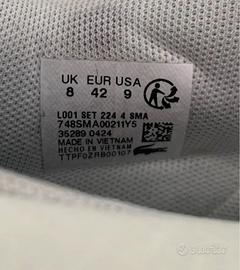 UK EUR USA
8 42 9
L001 SET 224 4 SMA
748SMA00211Y5
35289 0424
MADE IN VIETNAM
HECHO EN VIETNAM
TTPF0ZRB00107
subito